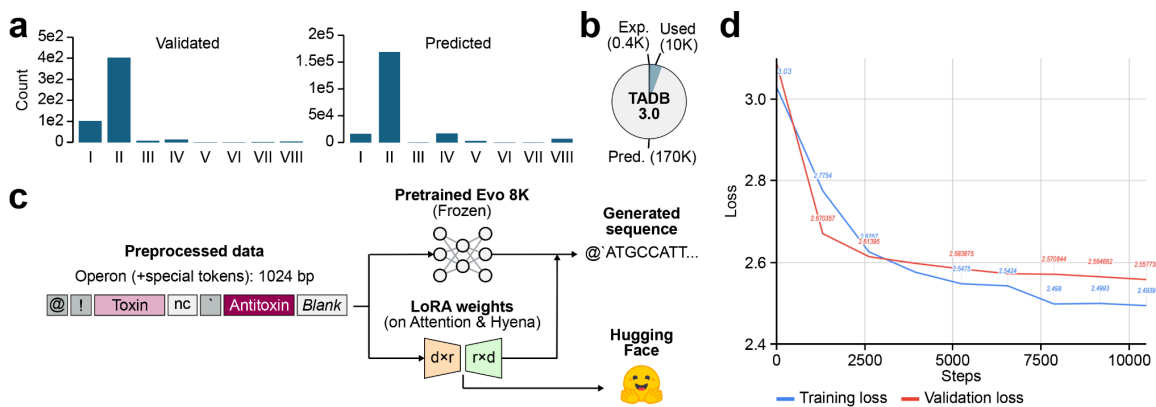 a
Validated
Predicted
Count
5e2
4e2
3e2
2e2
1e2
0
I II III IV V VI VII VIII
2e5
1e5
1e5
5e4
0
I II III IV V VI VII VIII
b
Exp.
(0.4K)
Used
(10K)
TADB
3.0
Pred. (170K)
c
Preprocessed data
Operon (+special tokens): 1024 bp
@ ! Toxin nc ` Antitoxin Blank
Pretrained Evo 8K
(Frozen)
LoRA weights
(on Attention & Hyena)
d×r r×d
Generated
sequence
@`ATGCCATT...
Hugging
Face
d
Loss
3.0
2.8
2.6
2.4
3.03
2.7784
2.670357
2.61395
2.583875
2.5475
2.5424
2.570844
2.498
2.564662
2.4993
2.55773
2.4939
0 2500 5000 7500 10000
Steps
Training loss Validation loss